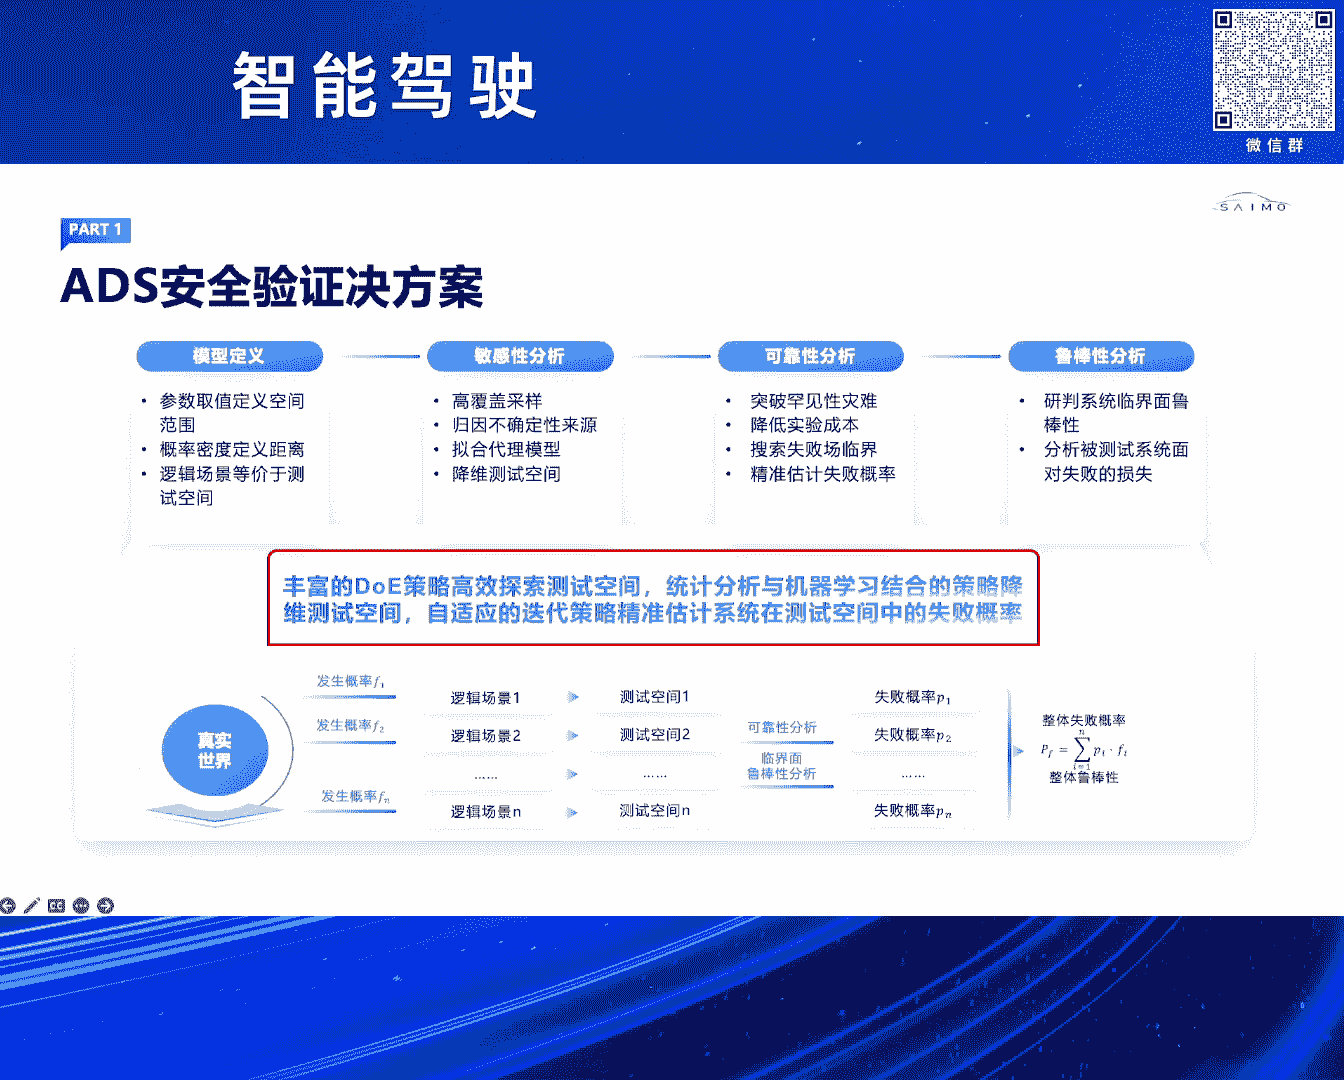 智能驾驶
微信群
SAIMO
PART 1
ADS安全验证决方案
模型定义
敏感性分析
可靠性分析
鲁棒性分析
• 参数取值定义空间
范围
• 概率密度定义距离
• 逻辑场景等价于测
试空间
• 高覆盖采样
• 归因不确定性来源
• 拟合代理模型
• 降维测试空间
• 突破罕见性灾难
• 降低实验成本
• 搜索失败场临界
• 精准估计失败概率
• 研判系统临界面鲁
棒性
• 分析被测试系统面
对失败的损失
丰富的DoE策略高效探索测试空间，统计分析与机器学习结合的策略降
维测试空间，自适应的迭代策略精准估计系统在测试空间中的失败概率
真实
世界
发生概率f₁
发生概率f₂
发生概率fₙ
逻辑场景1
逻辑场景2
……
逻辑场景n
测试空间1
测试空间2
……
测试空间n
可靠性分析
临界面
鲁棒性分析
失败概率p₁
失败概率p₂
……
失败概率pₙ
整体失败概率
P_f = ∑_{i=1}^{n} p_i · f_i
整体鲁棒性